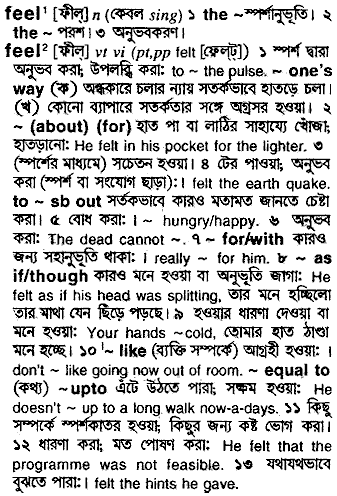 feel¹ [ফীল্] n (কেবল sing) ১ the ~স্পর্শানুভূতি। ২
the ~ পরশ। ৩ অনুভবকরণ।
feel² [ফীল্] vt vi (pt,pp felt [ফেল্ট্]) ১ স্পর্শ দ্বারা
অনুভব করা; উপলব্ধি করা: to ~ the pulse. ~ one's
way (ক) অন্ধকারে চলার ন্যায় সতর্কভাবে হাতড়ে চলা।
(খ) কোনো ব্যাপারে সতর্কতার সঙ্গে অগ্রসর হওয়া। ২
~ (about) (for) হাত পা বা লাঠির সাহায্যে খোঁজা;
হাতড়ানো: He felt in his pocket for the lighter. ৩
(স্পর্শের মাধ্যমে) সচেতন হওয়া। ৪ টের পাওয়া; অনুভব
করা (স্পর্শ বা সংযোগ ছাড়া): I felt the earth quake.
to ~ sb out সতর্কভাবে কারও মতামত জানতে চেষ্টা
করা। ৫ বোধ করা: I ~ hungry/happy. ৬ অনুভব
করা: The dead cannot ~. ৭ ~ for/with কারও
জন্য সহানুভূতি থাকা: I really ~ for him. ৮ ~ as
if/though কারও মনে হওয়া বা অনুভূতি জাগা: He
felt as if his head was splitting, তার মনে হচ্ছিলো
তার মাথা যেন ছিঁড়ে পড়ছে। ৯ হওয়ার ধারণা দেওয়া বা
মনে হওয়া: Your hands ~cold, তোমার হাত ঠাণ্ডা
মনে হচ্ছে। ১০ ~ like (ব্যক্তি সম্পর্কে) আগ্রহী হওয়া: I
don't ~ like going now out of room. ~ equal to
(কথ্য) ~upto এঁটে উঠতে পারা; সক্ষম হওয়া: He
doesn't ~ up to a long walk now-a-days. ১১ কিছু
সম্পর্কে স্পর্শকাতর হওয়া; কিছুর জন্য কষ্ট ভোগ করা।
১২ ধারণা করা; মত পোষণ করা: He felt that the
programme was not feasible. ১৩ যথাযথভাবে
বুঝতে পারা: I felt the hints he gave.